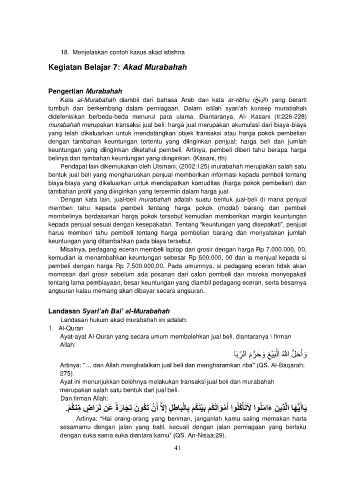 18. Menjelaskan contoh kasus akad istishna
Kegiatan Belajar 7: Akad Murabahah
Pengertian Murabahah
Kata al-Murabahah diambil dari bahasa Arab dari kata ar-ribhu (الرِّبْحُ) yang berarti
tumbuh dan berkembang dalam perniagaan. Dalam istilah syari'ah konsep murabahah
didefenisikan berbeda-beda menurut para ulama. Diantaranya, Al- Kasani (tt;226-228)
murabahah merupakan transaksi jual beli: harga jual merupakan akumulasi dari biaya-biaya
yang telah dikeluarkan untuk mendatangkan objek transaksi atau harga pokok pembelian
dengan tambahan keuntungan tertentu yang diinginkan penjual; harga beli dan jumlah
keuntungan yang diinginkan diketahui pembeli. Artinya, pembeli diberi tahu berapa harga
belinya dan tambahan keuntungan yang diinginkan. (Kasani, tth)
Pendapat lain dikemukakan oleh Utsmani, (2002:125) murabahah merupakan salah satu
bentuk jual beli yang mengharuskan penjual memberikan informasi kepada pembeli tentang
biaya-biaya yang dikeluarkan untuk mendapatkan komuditas (harga pokok pembelian) dan
tambahan profit yang diinginkan yang tercermin dalam harga jual.
Dengan kata lain, jual-beli murabahah adalah suatu bentuk jual-beli di mana penjual
memberi tahu kepada pembeli tentang harga pokok (modal) barang dan pembeli
membelinya berdasarkan harga pokok tersebut kemudian memberikan margin keuntungan
kepada penjual sesuai dengan kesepakatan. Tentang "keuntungan yang disepakati", penjual
harus memberi tahu pembeli tentang harga pembelian barang dan menyatakan jumlah
keuntungan yang ditambahkan pada biaya tersebut.
Misalnya, pedagang eceran membeli laptop dari grosir dengan harga Rp 7.000.000, 00,
kemudian ia menambahkan keuntungan sebesar Rp 500.000, 00 dan ia menjual kepada si
pembeli dengan harga Rp 7.500.000,00. Pada umumnya, si pedagang eceran tidak akan
memesan dari grosir sebelum ada pesanan dari calon pembeli dan mereka menyepakati
tentang lama pembiayaan, besar keuntungan yang diambil pedagang eceran, serta besarnya
angsuran kalau memang akan dibayar secara angsuran.
Landasan Syari'ah Bai' al-Murabahah
Landasan hukum akad murabahah ini adalah:
1. Al-Quran
Ayat-ayat Al-Quran yang secara umum membolehkan jual beli, diantaranya \ firman
Allah:
وَأَحَلَّ اللَّهُ الْبَيْعَ وَحَرَّمَ الرِّبَا
Artinya: "... dan Allah menghalalkan jual beli dan mengharamkan riba" (QS. Al-Baqarah:
275).
Ayat ini menunjukkan bolehnya melakukan transaksi jual beli dan murabahah
merupakan salah satu bentuk dari jual beli.
Dan firman Allah:
يَاأَيُّهَا الَّذِينَ ءَامَنُوا لَاتَأْكُلُوا أَمْوَالَكُم بَيْنَكُم بِالْبَاطِلِ إِلَّا أَنْ تَكُونَ تِجَارَةً عَن تَرَاضٍ مِّنكُمْ.
Artinya: "Hai orang-orang yang beriman, janganlah kamu saling memakan harta
sesamamu dengan jalan yang batil, kecuali dengan jalan perniagaan yang berlaku
dengan suka sama suka diantara kamu" (QS. An-Nisaa:29).
41